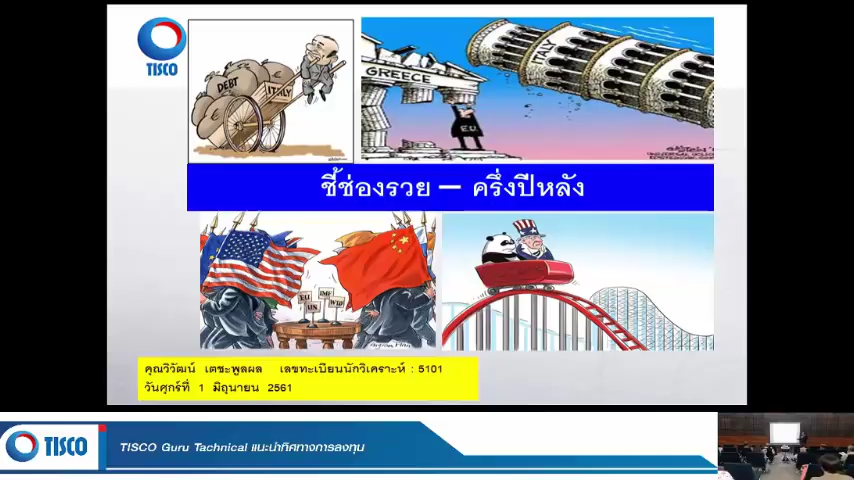 TISCO
DEBT
ITALY
GREECE
ITALY
E.U.
ชี้ช่องรวย – ครึ่งปีหลัง
E.U.
U.N.
IMF
คุณวิวัฒน์ เตชะพูลผล เลขทะเบียนนักวิเคราะห์ : 5101
วันศุกร์ที่ 1 มิถุนายน 2561
TISCO
TISCO Guru Tachnical แนะนำทิศทางการลงทุน